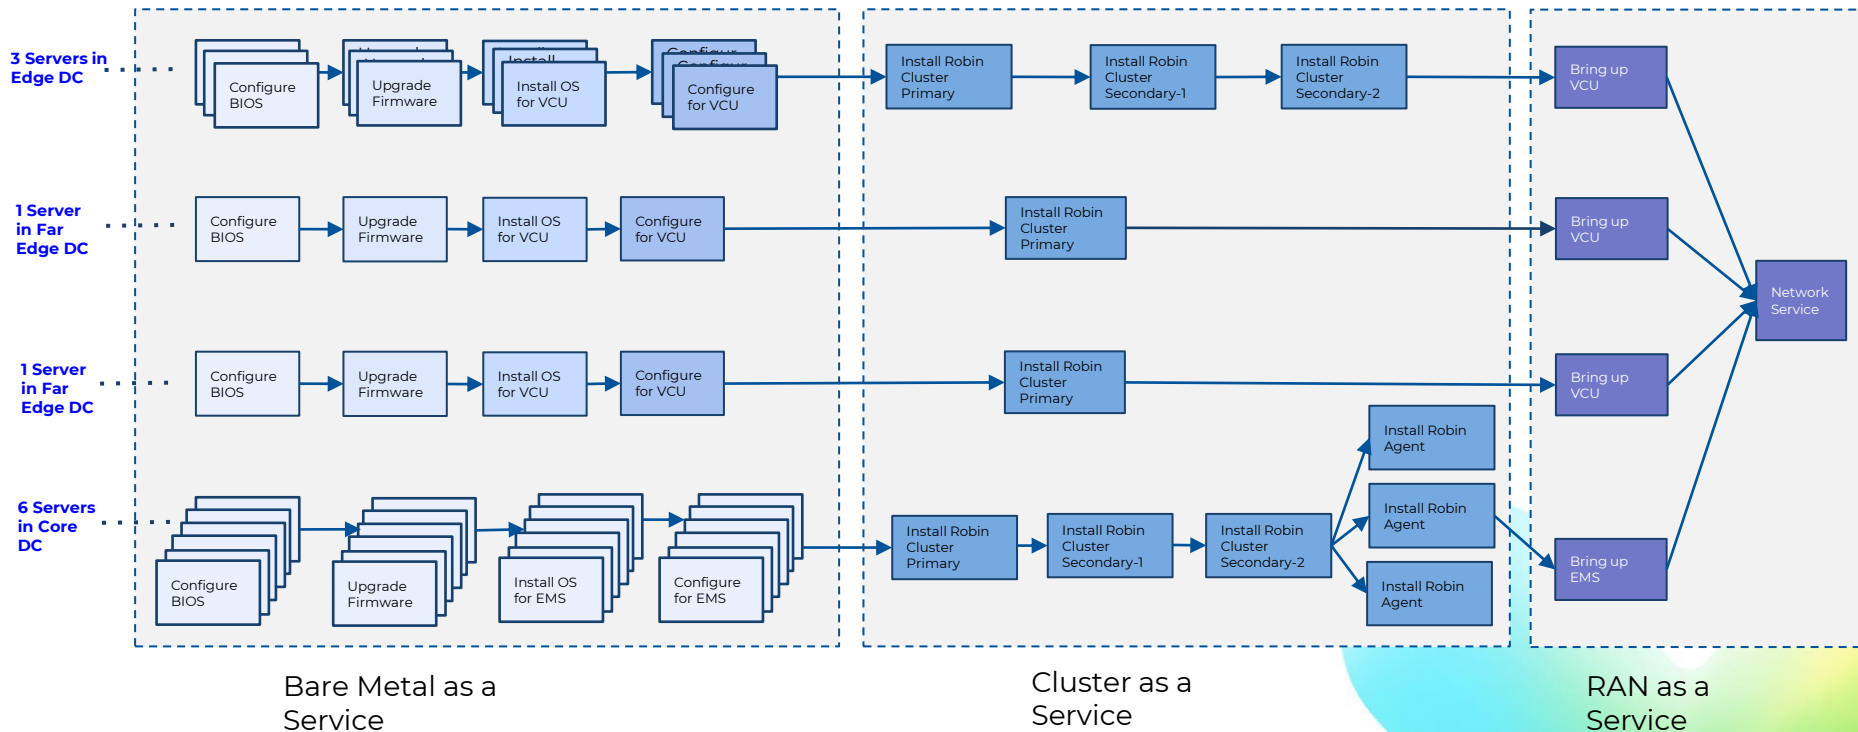 3 Servers in
Edge DC
Configure
BIOS
Upgrade
Firmware
Install
Install OS
for VCU
Configur
Configure
for VCU
Install Robin
Cluster
Primary
Install Robin
Cluster
Secondary-1
Install Robin
Cluster
Secondary-2
Bring up
VCU
1 Server
in Far
Edge DC
Configure
BIOS
Upgrade
Firmware
Install OS
for VCU
Configure
for VCU
Install Robin
Cluster
Primary
Bring up
VCU
Network
Service
1 Server
in Far
Edge DC
Configure
BIOS
Upgrade
Firmware
Install OS
for VCU
Configure
for VCU
Install Robin
Cluster
Primary
Bring up
VCU
6 Servers
in Core
DC
Configure
BIOS
Upgrade
Firmware
Install OS
for EMS
Configure
for EMS
Install Robin
Cluster
Primary
Install Robin
Cluster
Secondary-1
Install Robin
Cluster
Secondary-2
Install Robin
Agent
Install Robin
Agent
Install Robin
Agent
Bring up
EMS
Bare Metal as a
Service
Cluster as a
Service
RAN as a
Service